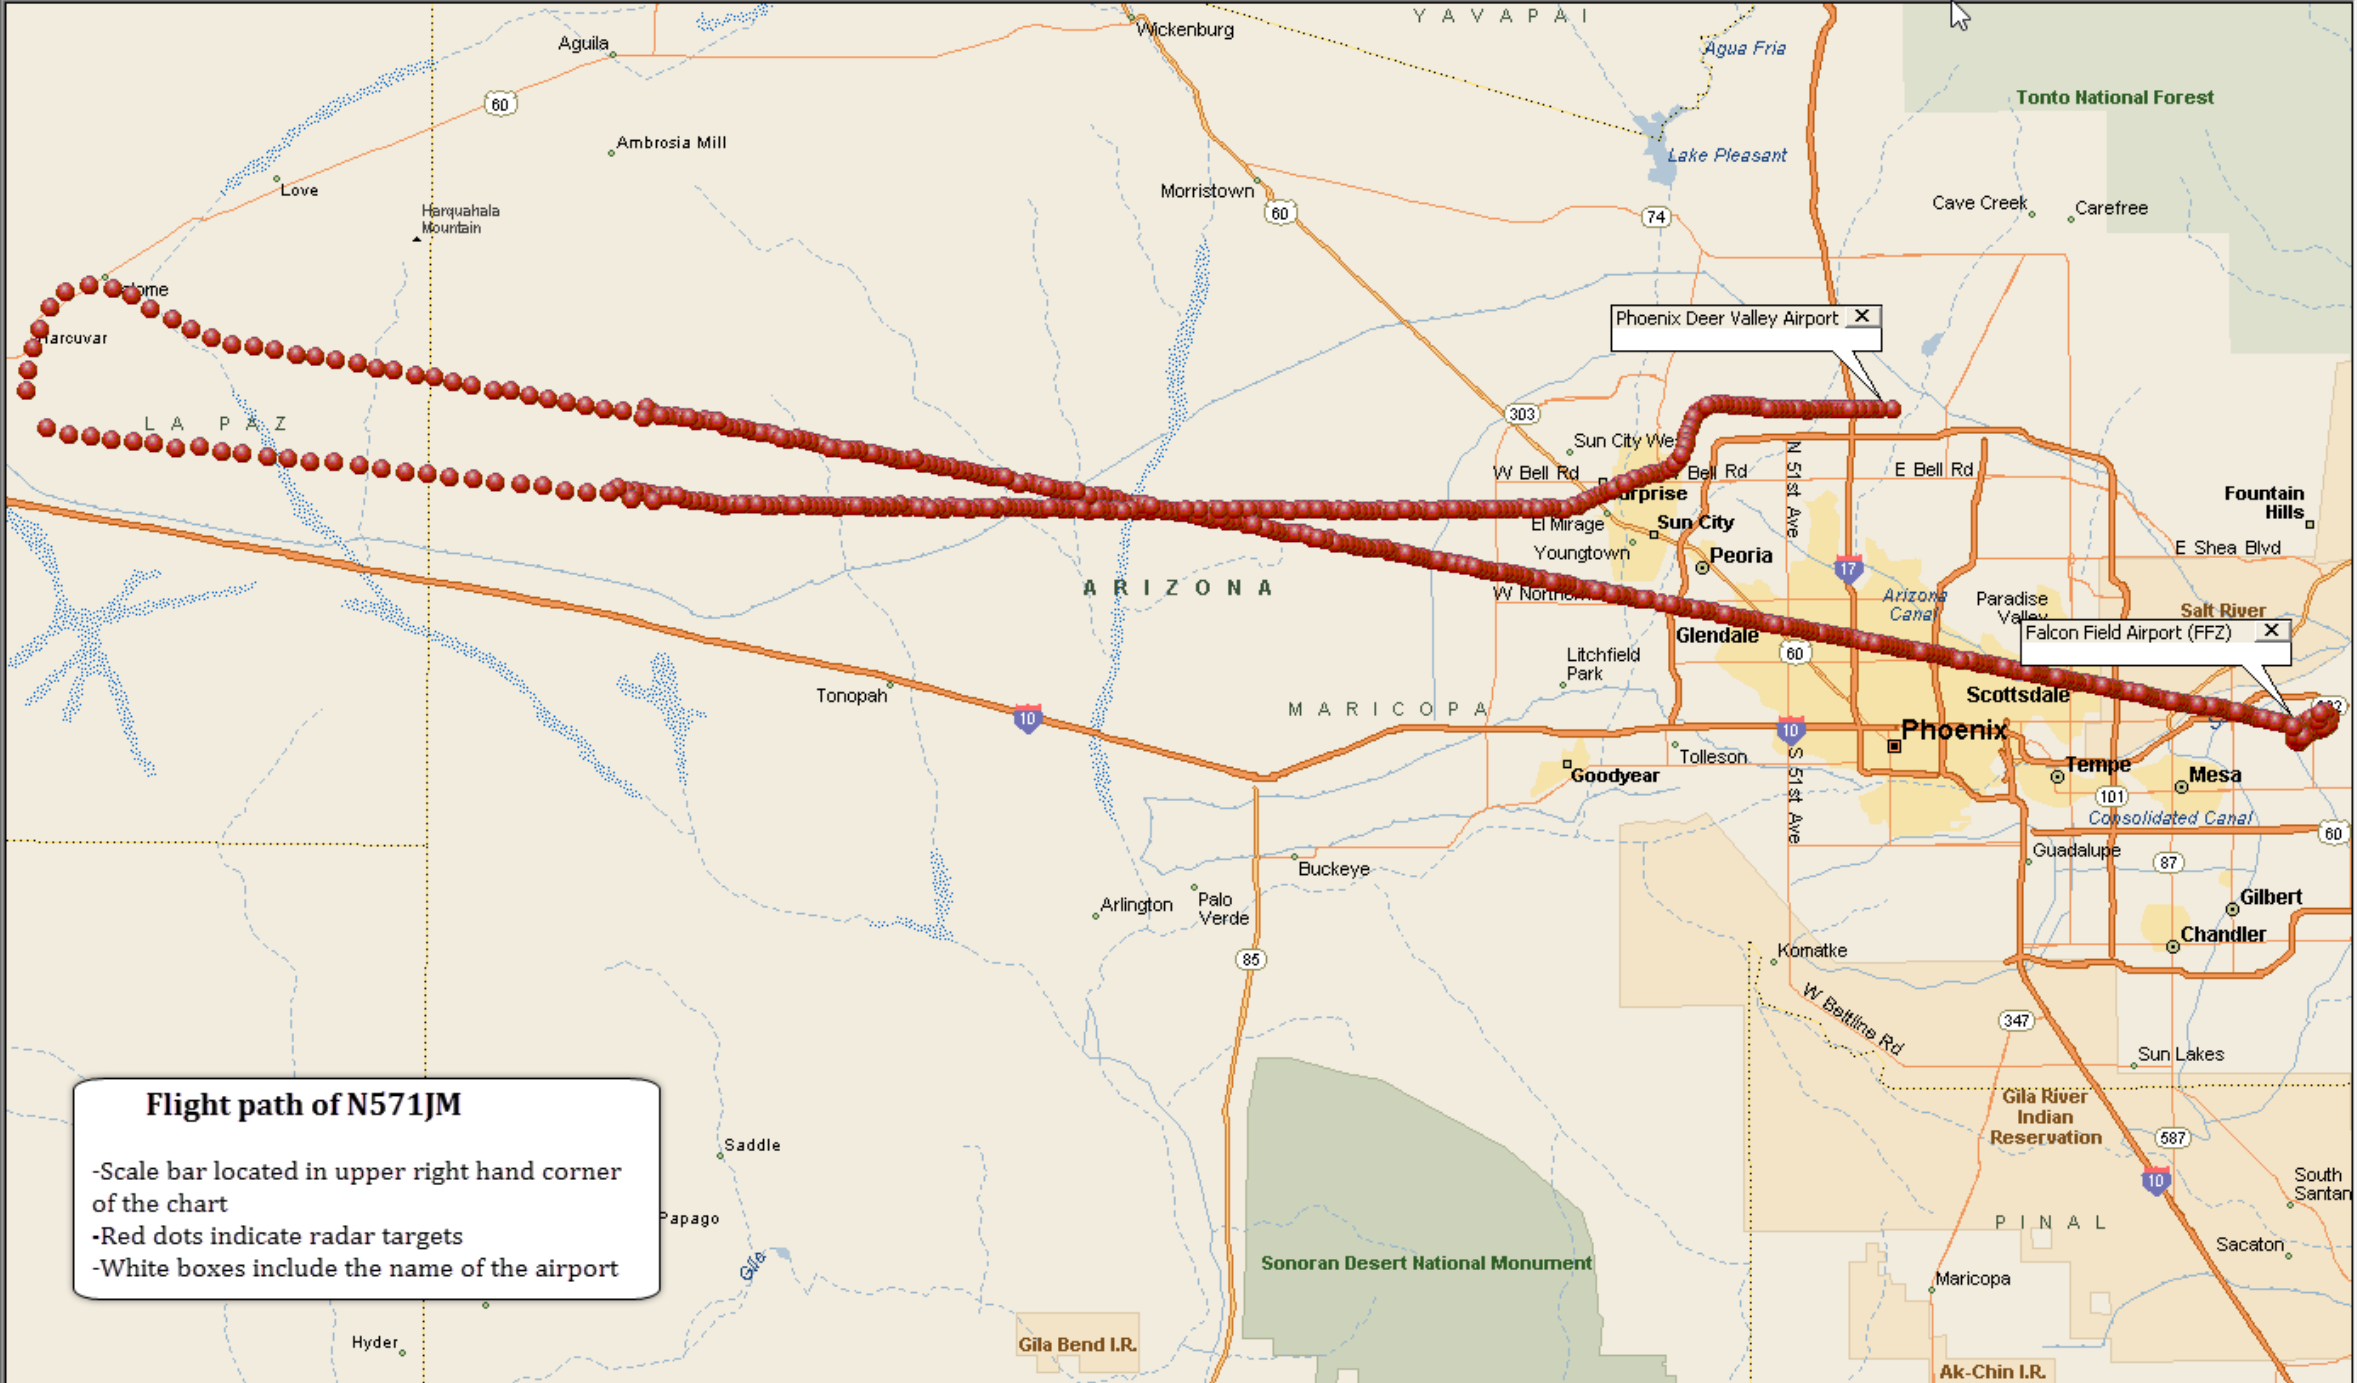 YAVAPAI
Wickenburg
Aguila
Agua Fria
60
Tonto National Forest
Ambrosia Mill
Lake Pleasant
Love
Morristown
Harquahala
Mountain
60
74
Cave Creek
Carefree
Phoenix Deer Valley Airport
LA PAZ
303
Sun City
W Bell Rd
Bell Rd
N 51st Ave
E Bell Rd
Fountain
Hills
El Mirage
Sun City
Youngtown
Peoria
E Shea Blvd
17
ARIZONA
Arizona
Canal
Paradise
Salt River
Glendale
Falcon Field Airport (FFZ)
60
Litchfield
Park
Tonopah
Scottsdale
MARICOPA
10
10
Phoenix
Tolleson
S 51st Ave
Goodyear
Tempe
Mesa
101
Consolidated Canal
60
Guadalupe
87
Buckeye
Gilbert
Arlington
Palo
Verde
Chandler
85
Komatke
W Beltline Rd
347
Sun Lakes
Flight path of N571JM
-Scale bar located in upper right hand corner
of the chart
-Red dots indicate radar targets
-White boxes include the name of the airport
Gila River
Indian
Reservation
587
Saddle
10
South
Santan
Papago
PINAL
Sacaton
Gila
Sonoran Desert National Monument
Maricopa
Hyder
Gila Bend I.R.
Ak-Chin I.R.